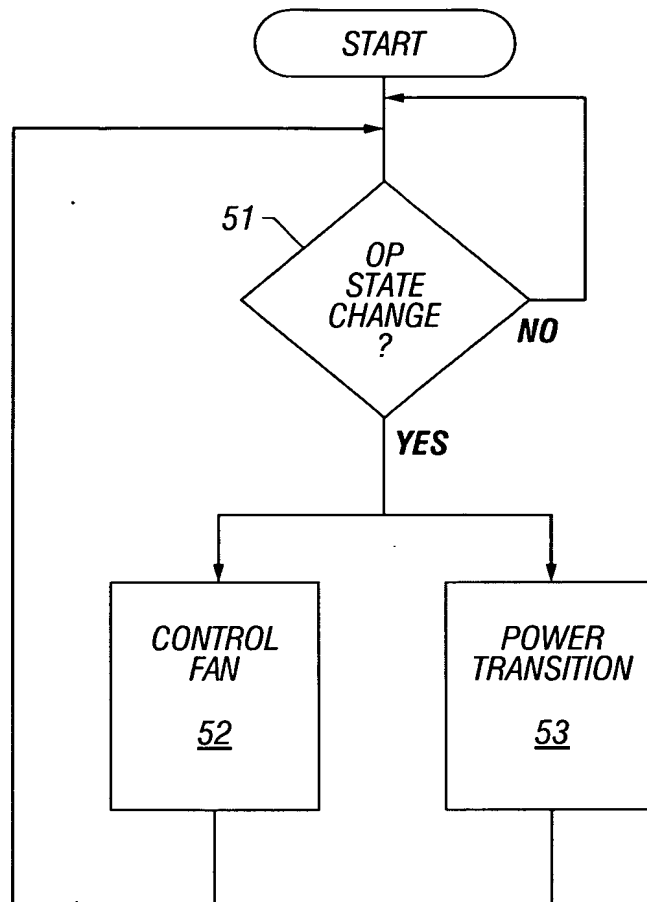 START
51
OP
STATE
CHANGE
?
NO
YES
CONTROL
FAN
52
POWER
TRANSITION
53